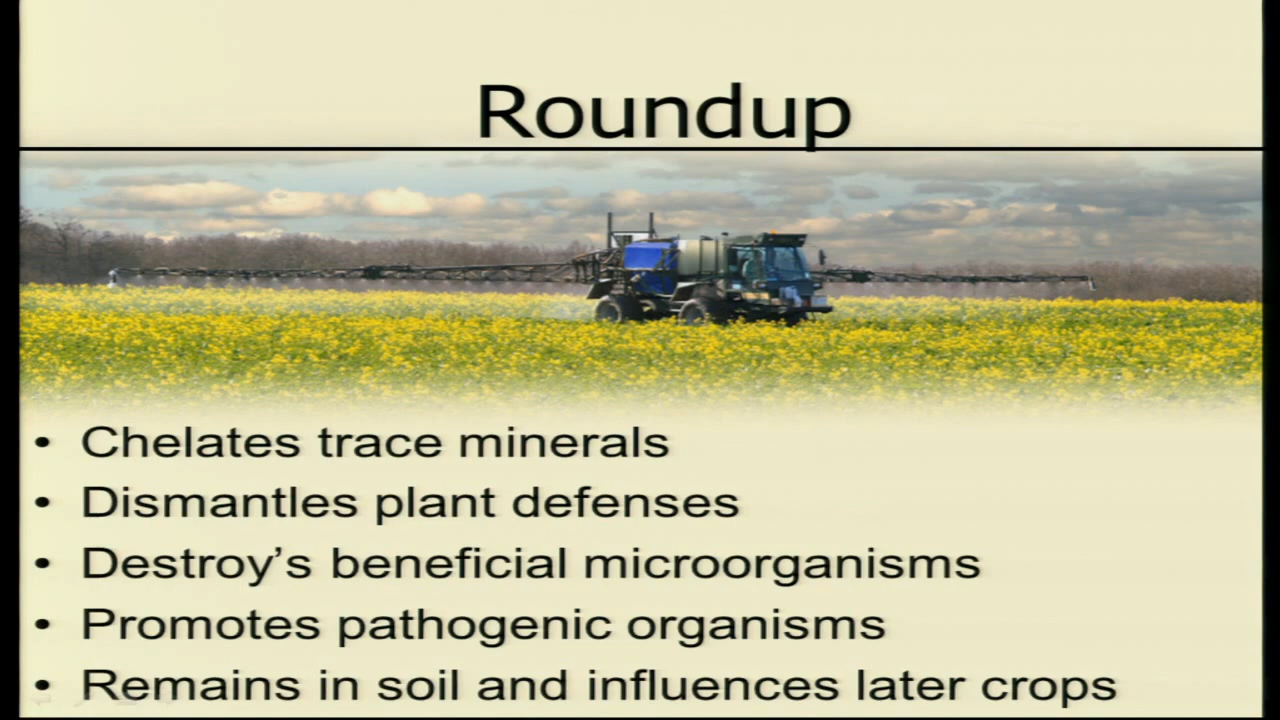 Roundup
• Chelates trace minerals
• Dismantles plant defenses
• Destroy's beneficial microorganisms
• Promotes pathogenic organisms
• Remains in soil and influences later crops